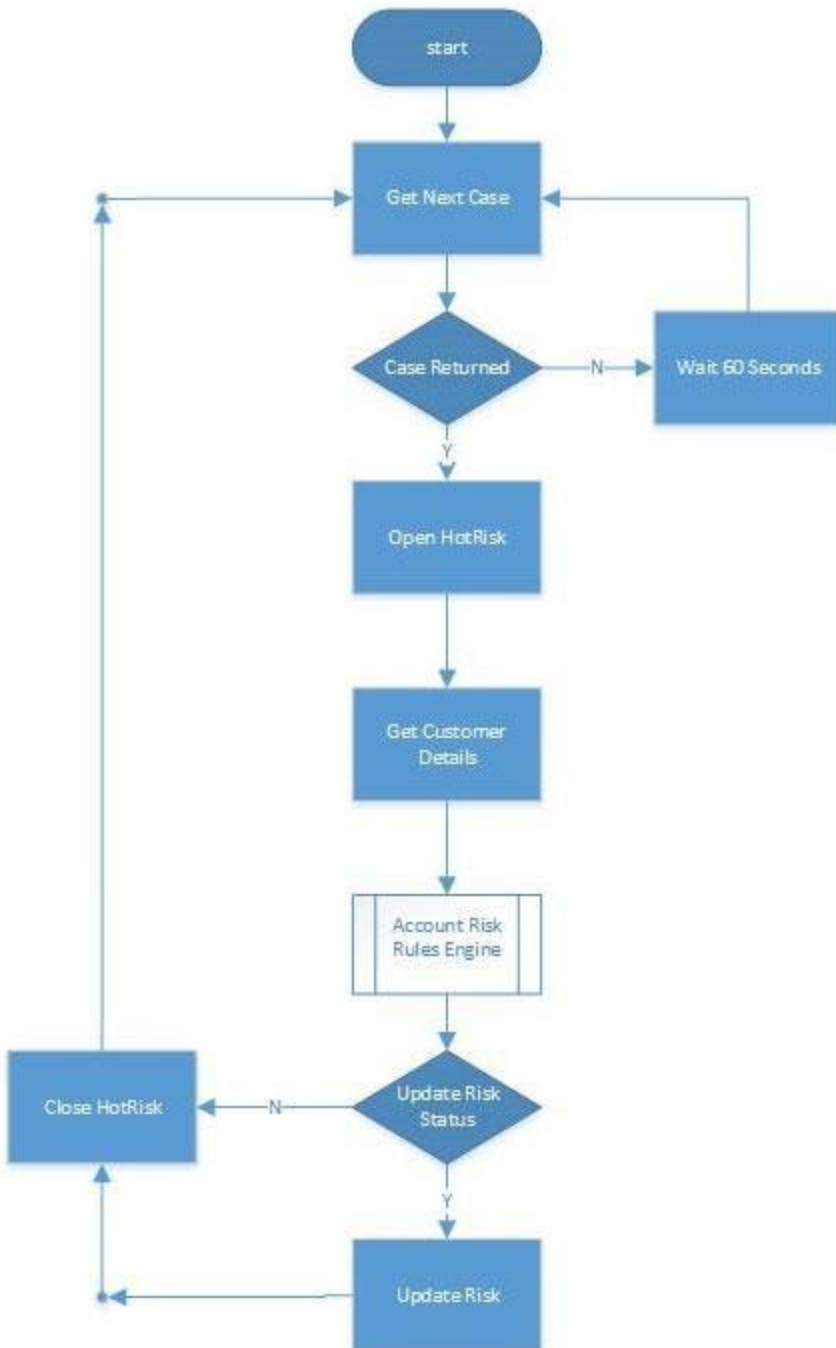 start
Get Next Case
Case Returned
N
Wait 60 Seconds
Y
Open HotRisk
Get Customer
Details
Account Risk
Rules Engine
Close HotRisk
N
Update Risk
Status
Y
Update Risk